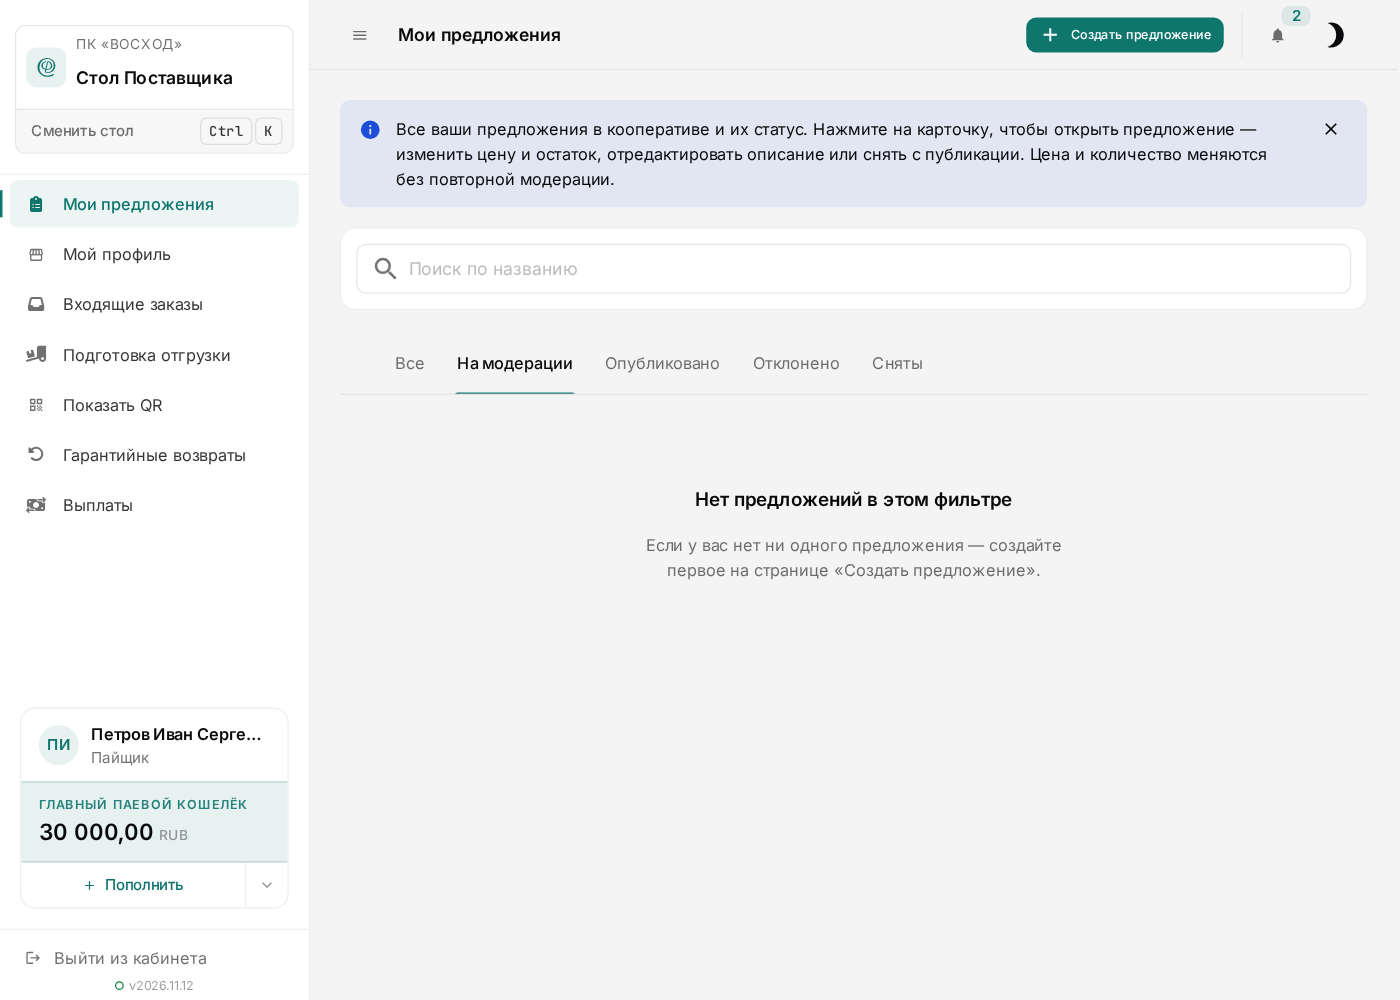 ПК «ВОСХОД»
Стол Поставщика
Сменить стол
Ctrl K
Мои предложения
Мой профиль
Входящие заказы
Подготовка отгрузки
Показать QR
Гарантийные возвраты
Выплаты
ПИ
Петров Иван Серге...
Пайщик
ГЛАВНЫЙ ПАЕВОЙ КОШЕЛЁК
30 000,00 RUB
+ Пополнить
Выйти из кабинета
v2026.11.12
Мои предложения
+ Создать предложение
2
Все ваши предложения в кооперативе и их статус. Нажмите на карточку, чтобы открыть предложение —
изменить цену и остаток, отредактировать описание или снять с публикации. Цена и количество меняются
без повторной модерации.
Поиск по названию
Все На модерации Опубликовано Отклонено Сняты
Нет предложений в этом фильтре
Если у вас нет ни одного предложения — создайте
первое на странице «Создать предложение».